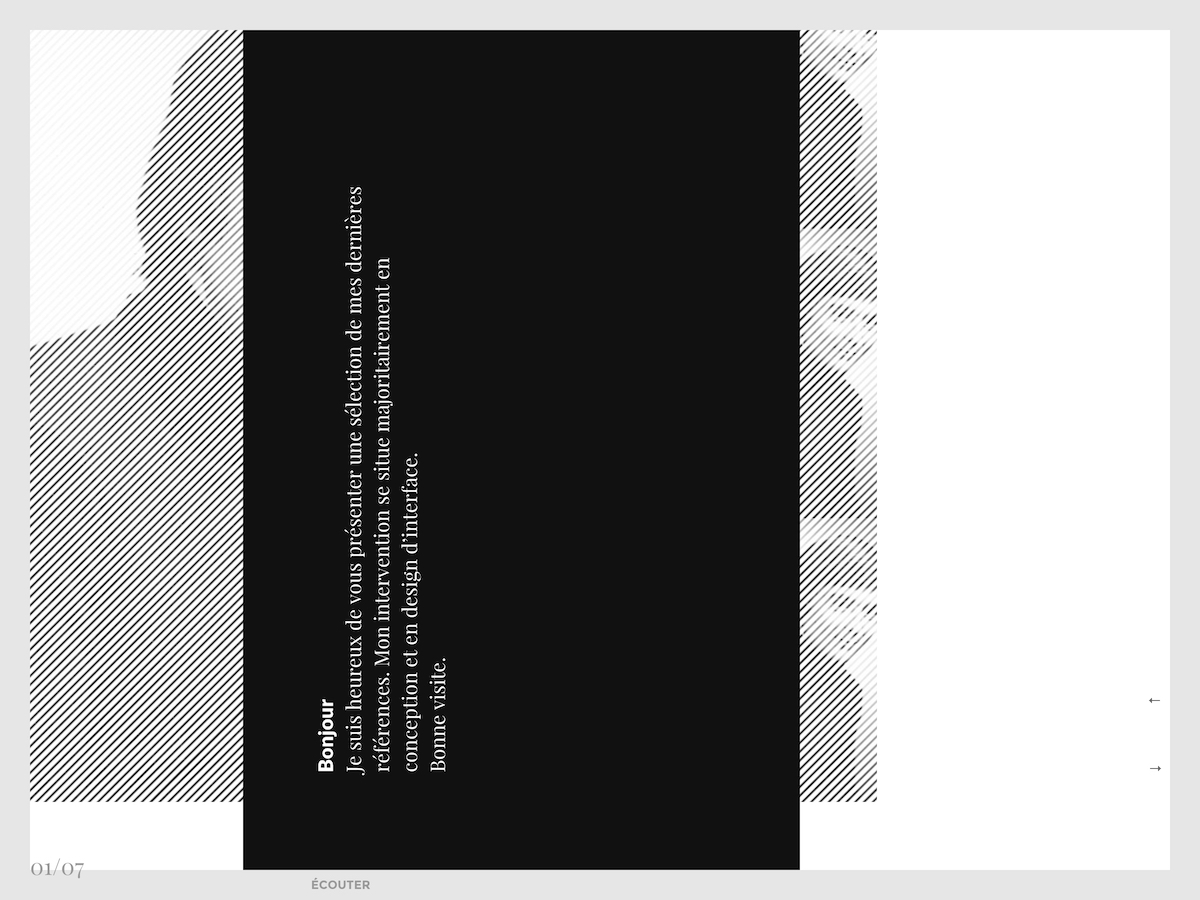 Bonjour
Je suis heureux de vous présenter une sélection de mes dernières
références. Mon intervention se situe majoritairement en
conception et en design d’interface.
Bonne visite.
←
→
01/07
ÉCOUTER